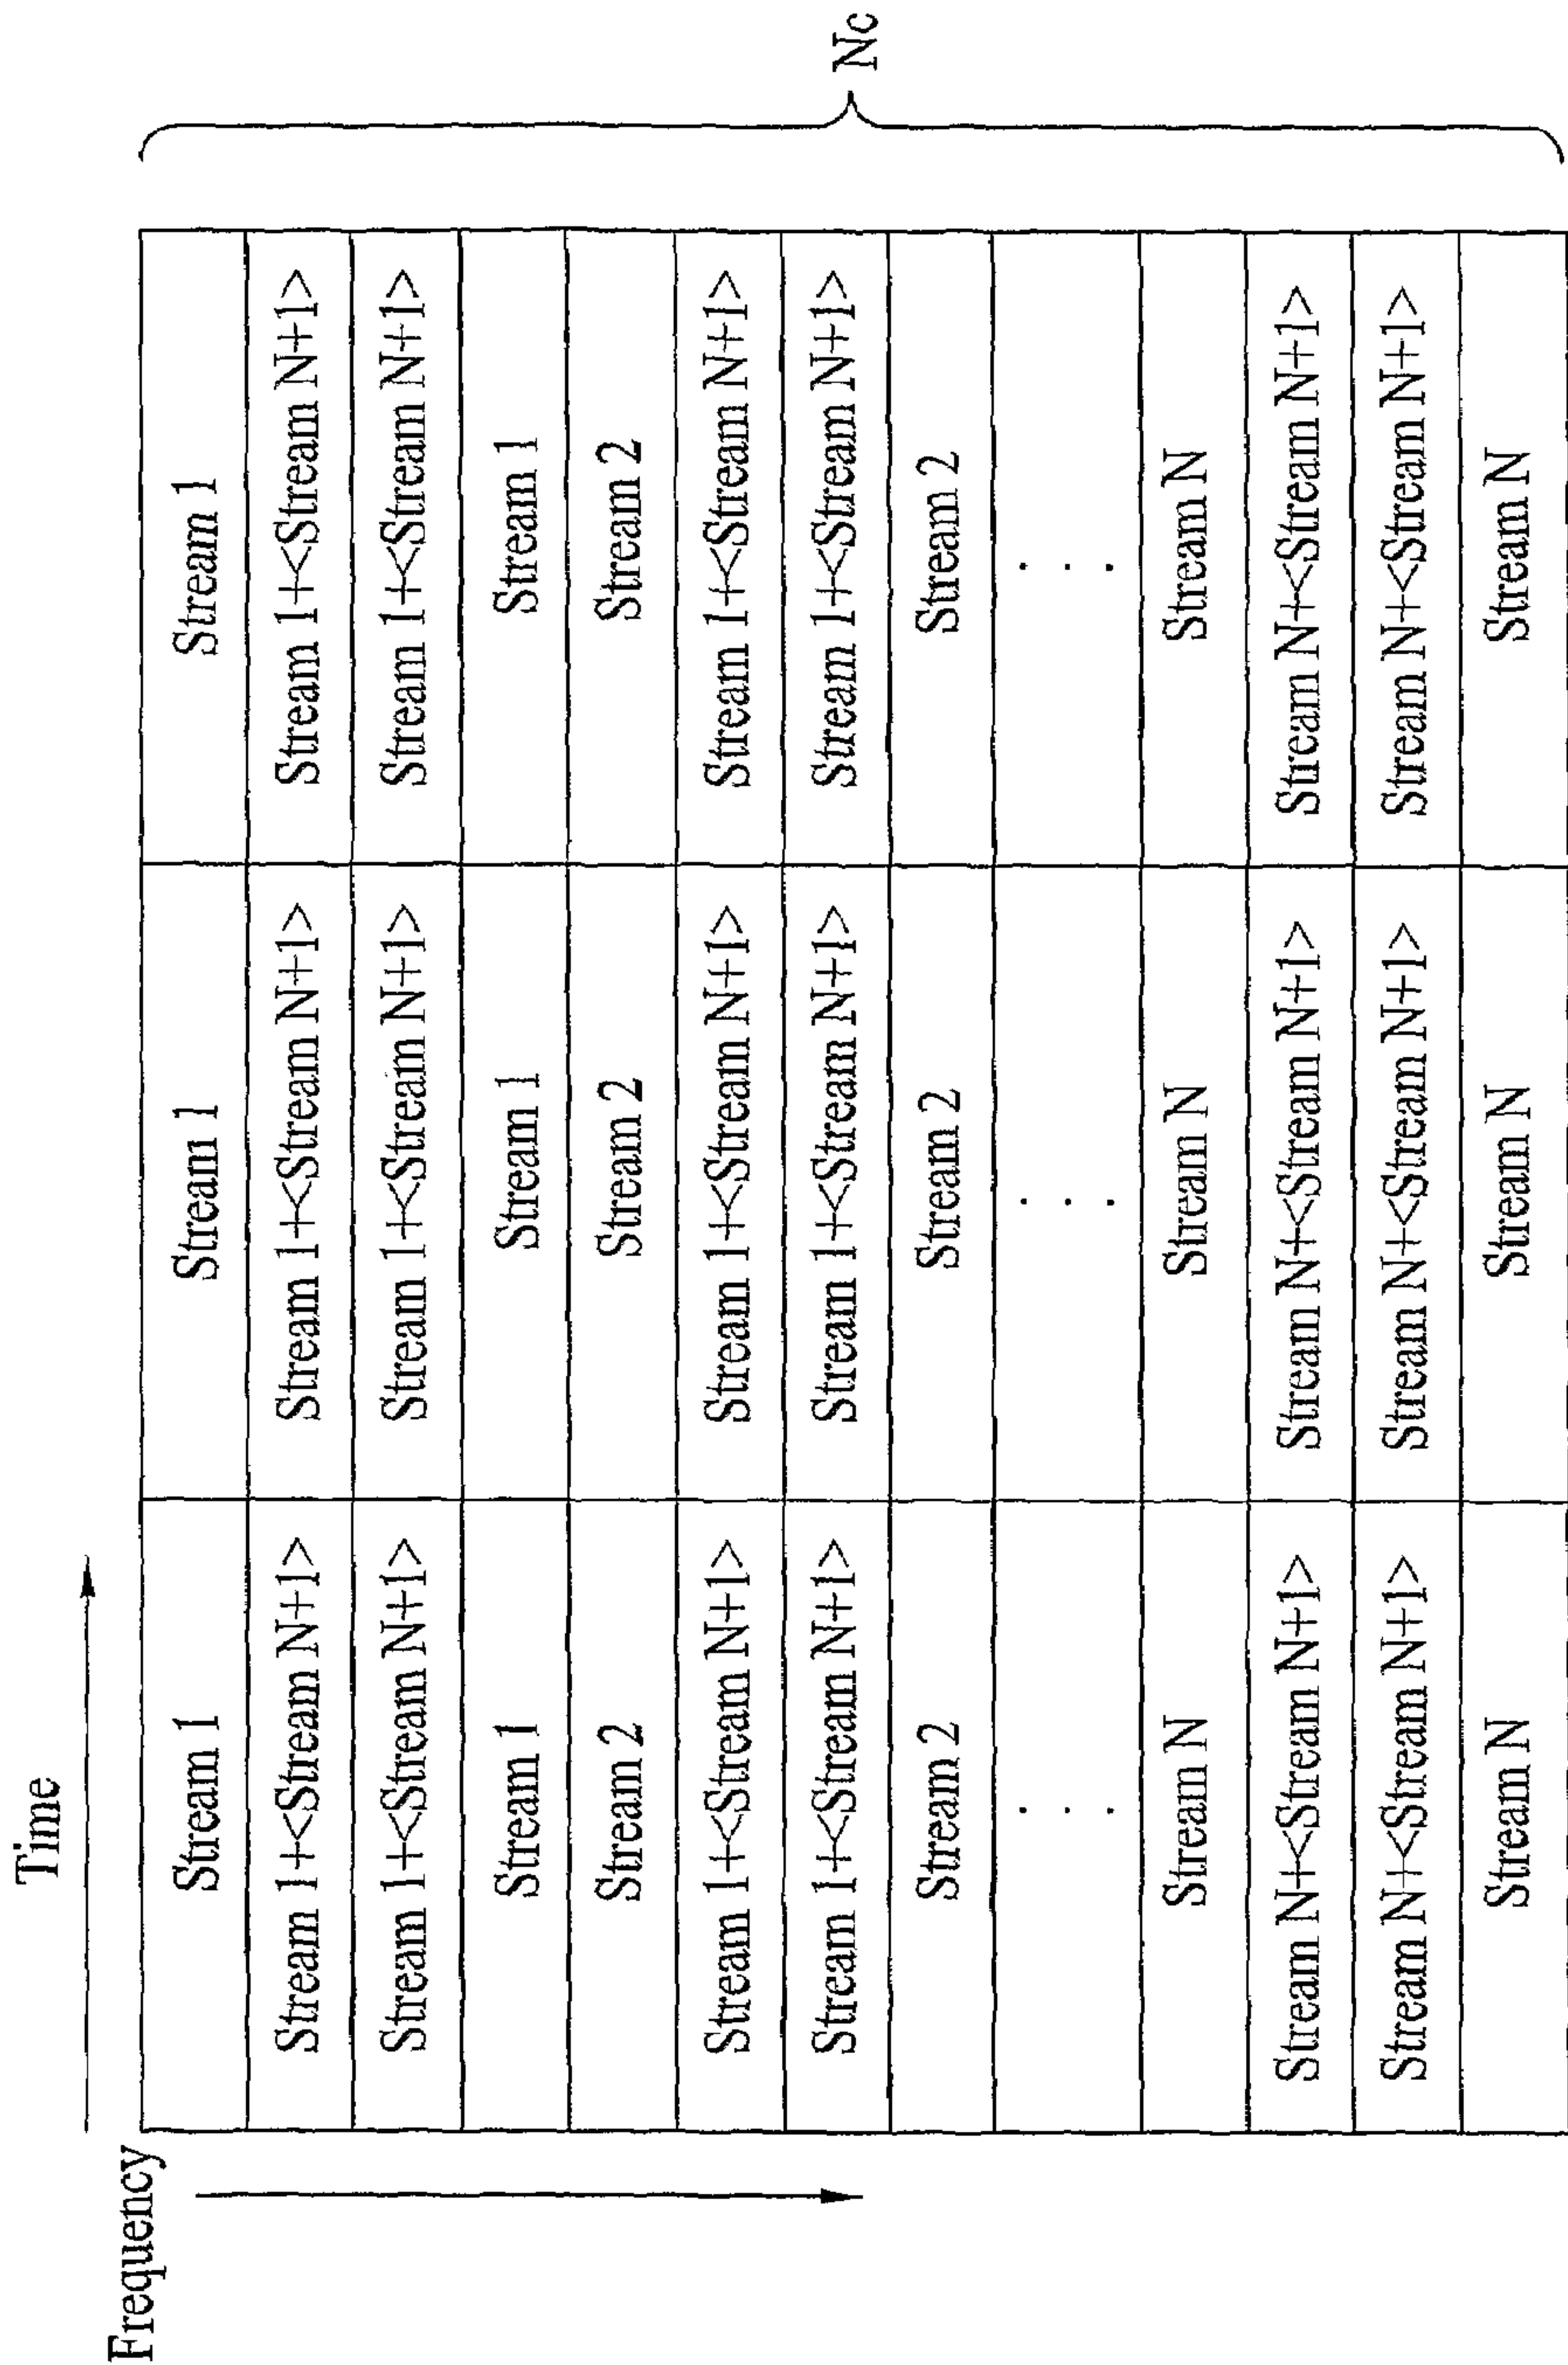 Time
Frequency
Stream 1 Stream 1 Stream 1
Stream 1+<Stream N+1> Stream 1+<Stream N+1> Stream 1+<Stream N+1>
Stream 1+<Stream N+1> Stream 1+<Stream N+1> Stream 1+<Stream N+1>
Stream 1 Stream 1 Stream 1
Stream 2 Stream 2 Stream 2
Stream 1+<Stream N+1> Stream 1+<Stream N+1> Stream 1+<Stream N+1>
Stream 1+<Stream N+1> Stream 1+<Stream N+1> Stream 1+<Stream N+1>
Stream 2 Stream 2 Stream 2
. . . . . . . . .
Stream N Stream N Stream N
Stream N+<Stream N+1> Stream N+<Stream N+1> Stream N+<Stream N+1>
Stream N+<Stream N+1> Stream N+<Stream N+1> Stream N+<Stream N+1>
Stream N Stream N Stream N
Nc